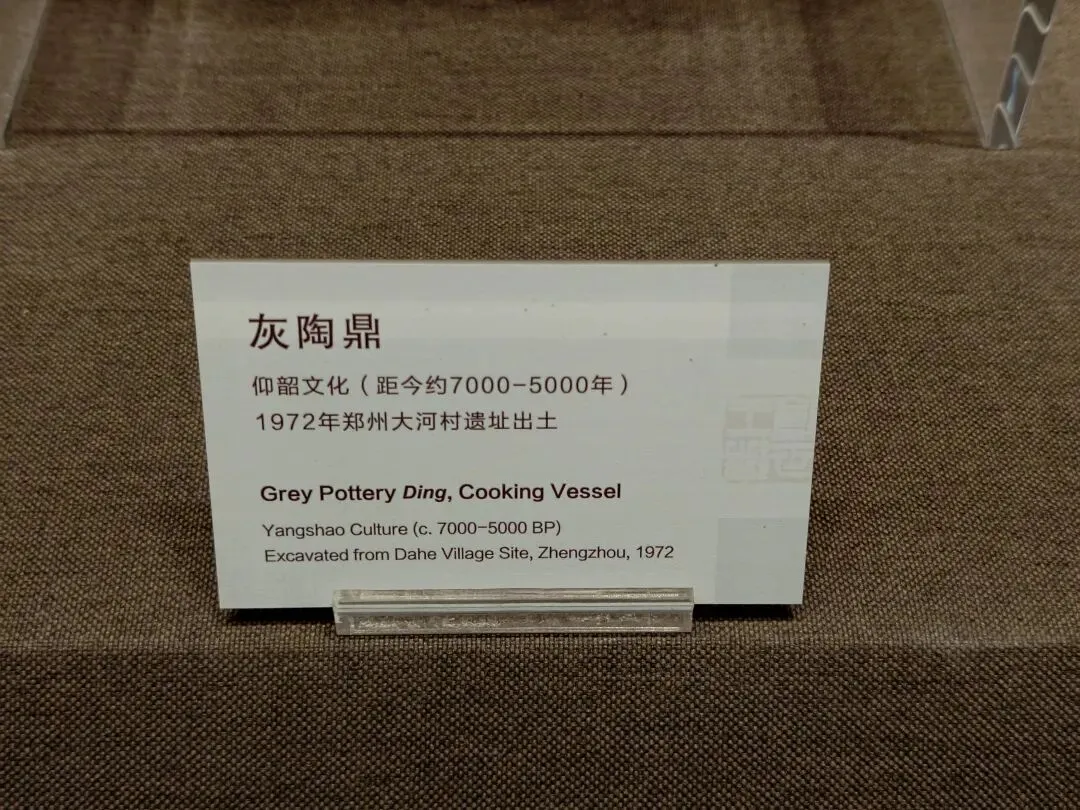 灰陶鼎
仰韶文化（距今约7000-5000年）
1972年郑州大河村遗址出土
Grey Pottery Ding, Cooking Vessel
Yangshao Culture (c. 7000-5000 BP)
Excavated from Dahe Village Site, Zhengzhou, 1972